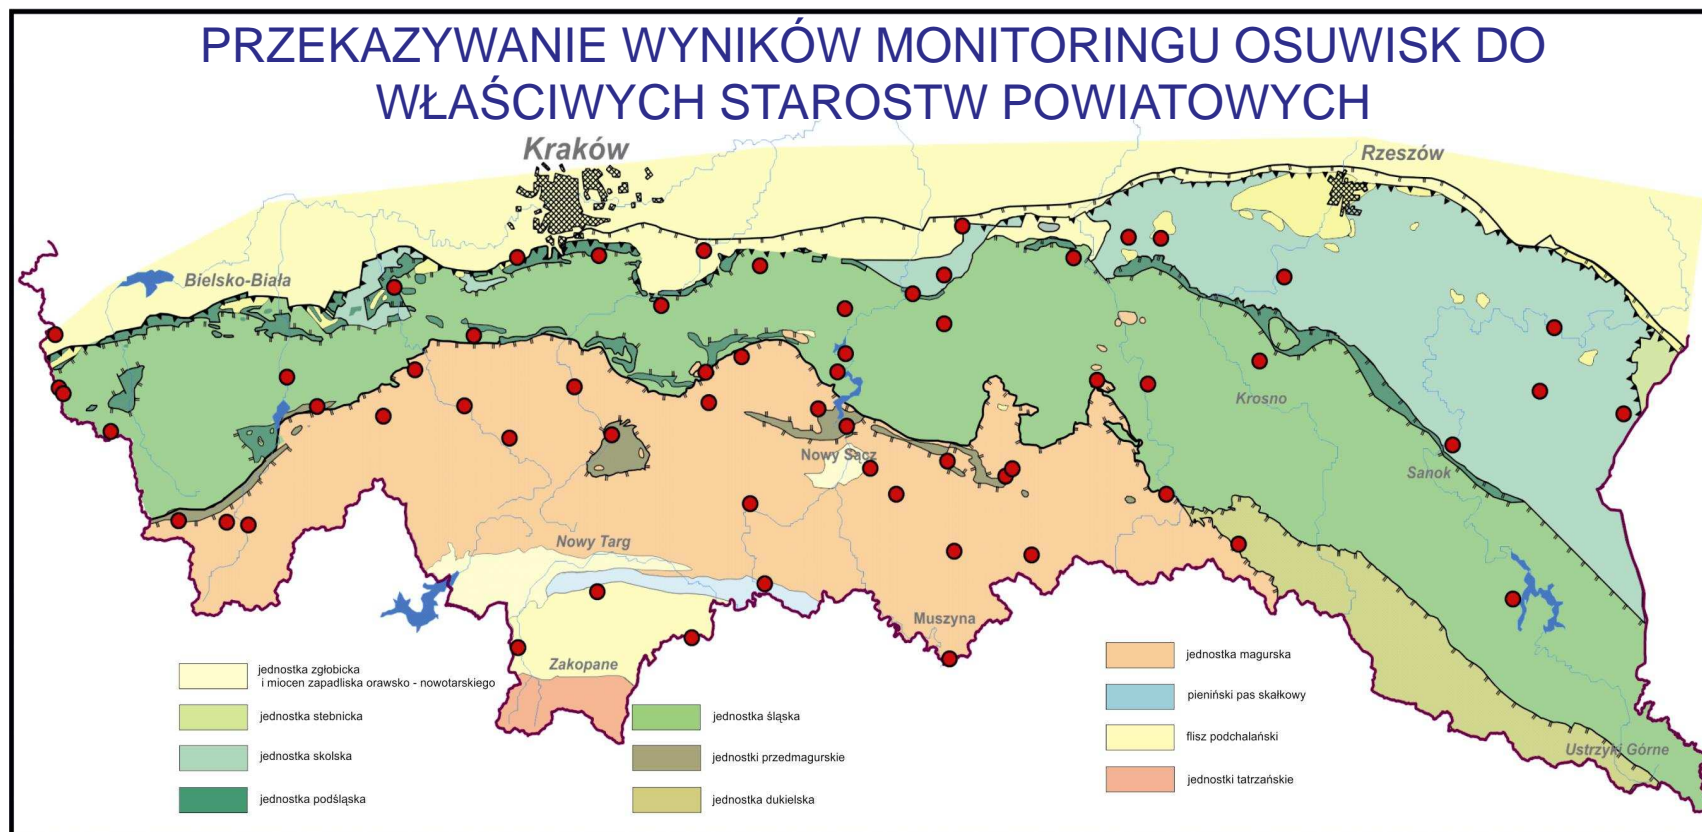 PRZEKAZYWANIE WYNIKÓW MONITORINGU OSUWISK DO
WŁAŚCIWYCH STAROSTW POWIATOWYCH
Kraków
Rzeszów
Bielsko-Biała
Krosno
Nowy Sącz
Sanok
Nowy Targ
Muszyna
Zakopane
Ustrzyki Górne
jednostka zgłobicka
i miocen zapadliska orawsko - nowotarskiego
jednostka stebnicka
jednostka skolska
jednostka podśląska
jednostka śląska
jednostki przedmagurskie
jednostka dukielska
jednostka magurska
pieniński pas skałkowy
flisz podchalański
jednostki tatrzańskie